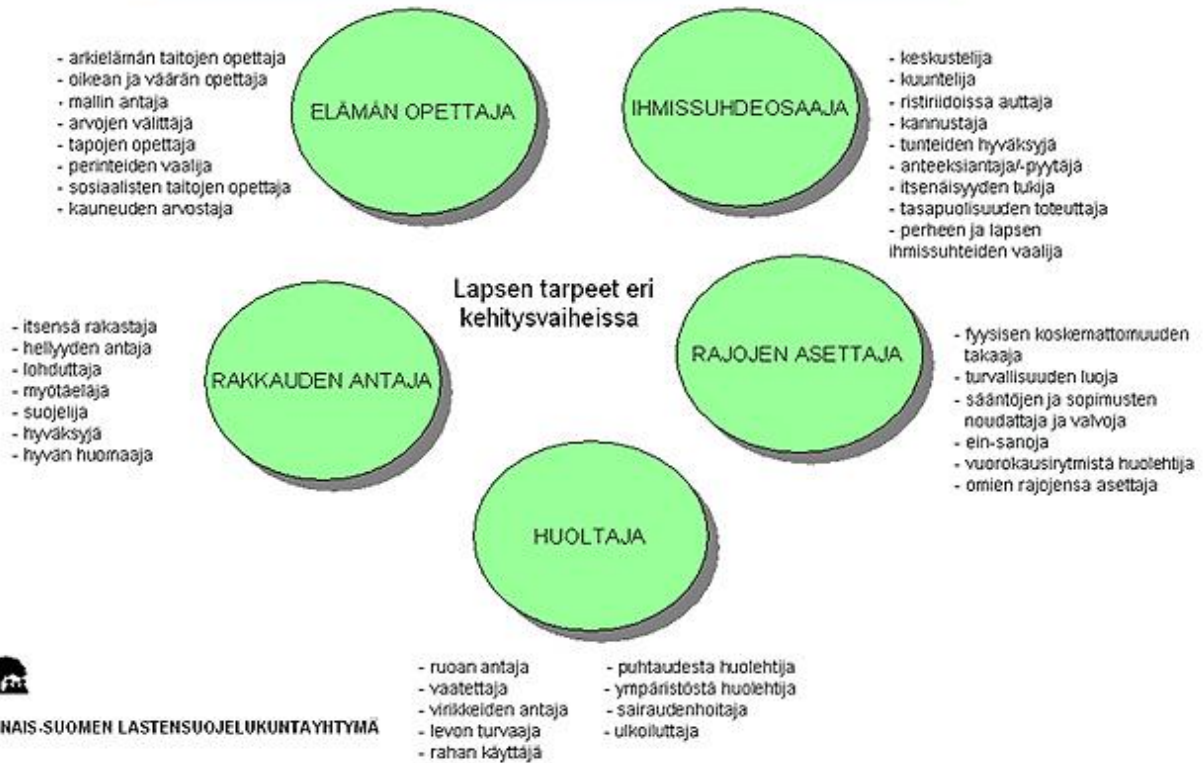 - arkielämän taitojen opettaja
- oikean ja väärän opettaja
- mallin antaja
- arvojen välittäjä
- tapojen opettaja
- perinteiden vaalija
- sosiaalisten taitojen opettaja
- kauneuden arvostaja
ELÄMÄN OPETTAJA
IHMISSUHDEOSAAJA
- keskustelija
- kuuntelija
- ristiriidoissa auttaja
- kannustaja
- tunteiden hyväksyjä
- anteeksiantaja/-pyytäjä
- itsenäisyyden tukija
- tasapuolisuuden toteuttaja
- perheen ja lapsen
ihmissuhteiden vaalija
Lapsen tarpeet eri
kehitysvaiheissa
- itsensä rakastaja
- hellyyden antaja
- lohduttaja
- myötäeläjä
- suojelija
- hyväksyjä
- hyvän huomaaja
RAKKAUDEN ANTAJA
RAJOJEN ASETTAJA
- fyysisen koskemattomuuden
takaaja
- turvallisuuden luoja
- sääntöjen ja sopimusten
noudattaja ja valvoja
- ein-sanoja
- vuorokausirytmistä huolehtija
- omien rajojensa asettaja
HUOLTAJA
- ruoan antaja
- vaatettaja
- virikkeiden antaja
- levon turvaaja
- rahan käyttäjä
- puhtaudesta huolehtija
- ympäristöstä huolehtija
- sairaudenhoitaja
- ulkoiluttaja
NAIS-SUOMEN LASTENSUOJELUKUNTAYHTYMÄ